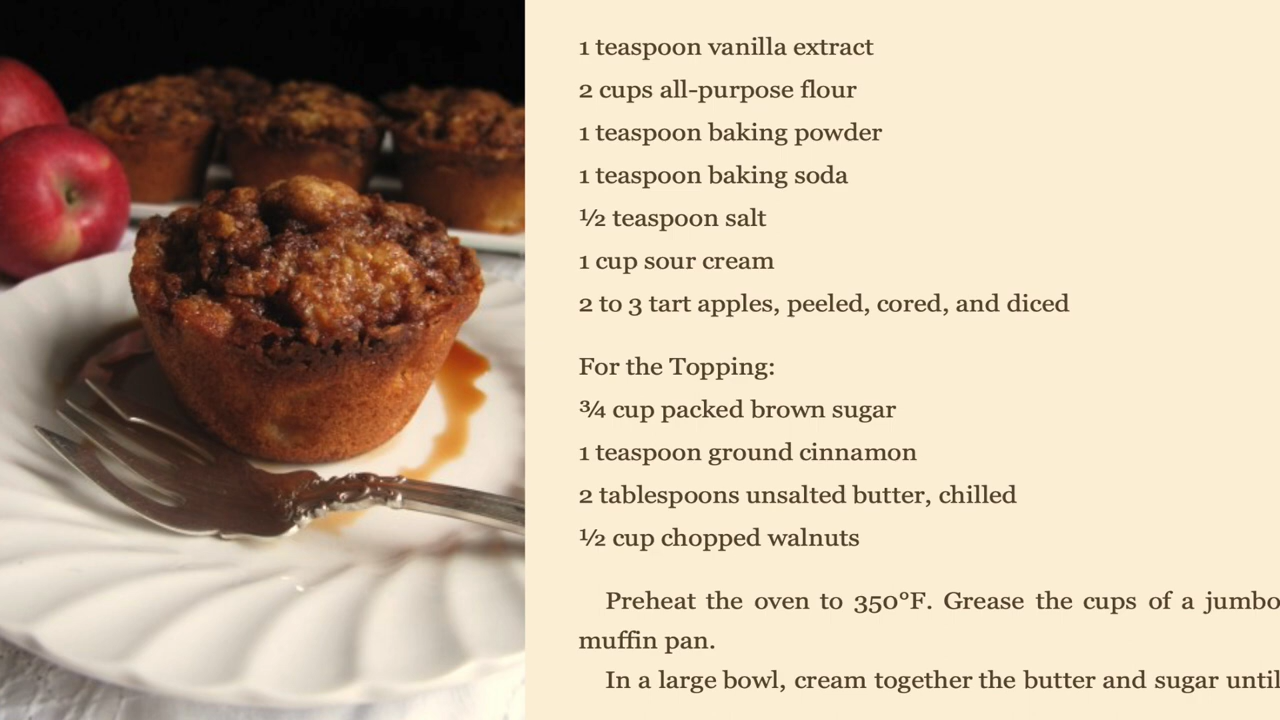 1 teaspoon vanilla extract
2 cups all-purpose flour
1 teaspoon baking powder
1 teaspoon baking soda
½ teaspoon salt
1 cup sour cream
2 to 3 tart apples, peeled, cored, and diced
For the Topping:
¾ cup packed brown sugar
1 teaspoon ground cinnamon
2 tablespoons unsalted butter, chilled
½ cup chopped walnuts
Preheat the oven to 350°F. Grease the cups of a jumbo
muffin pan.
In a large bowl, cream together the butter and sugar until